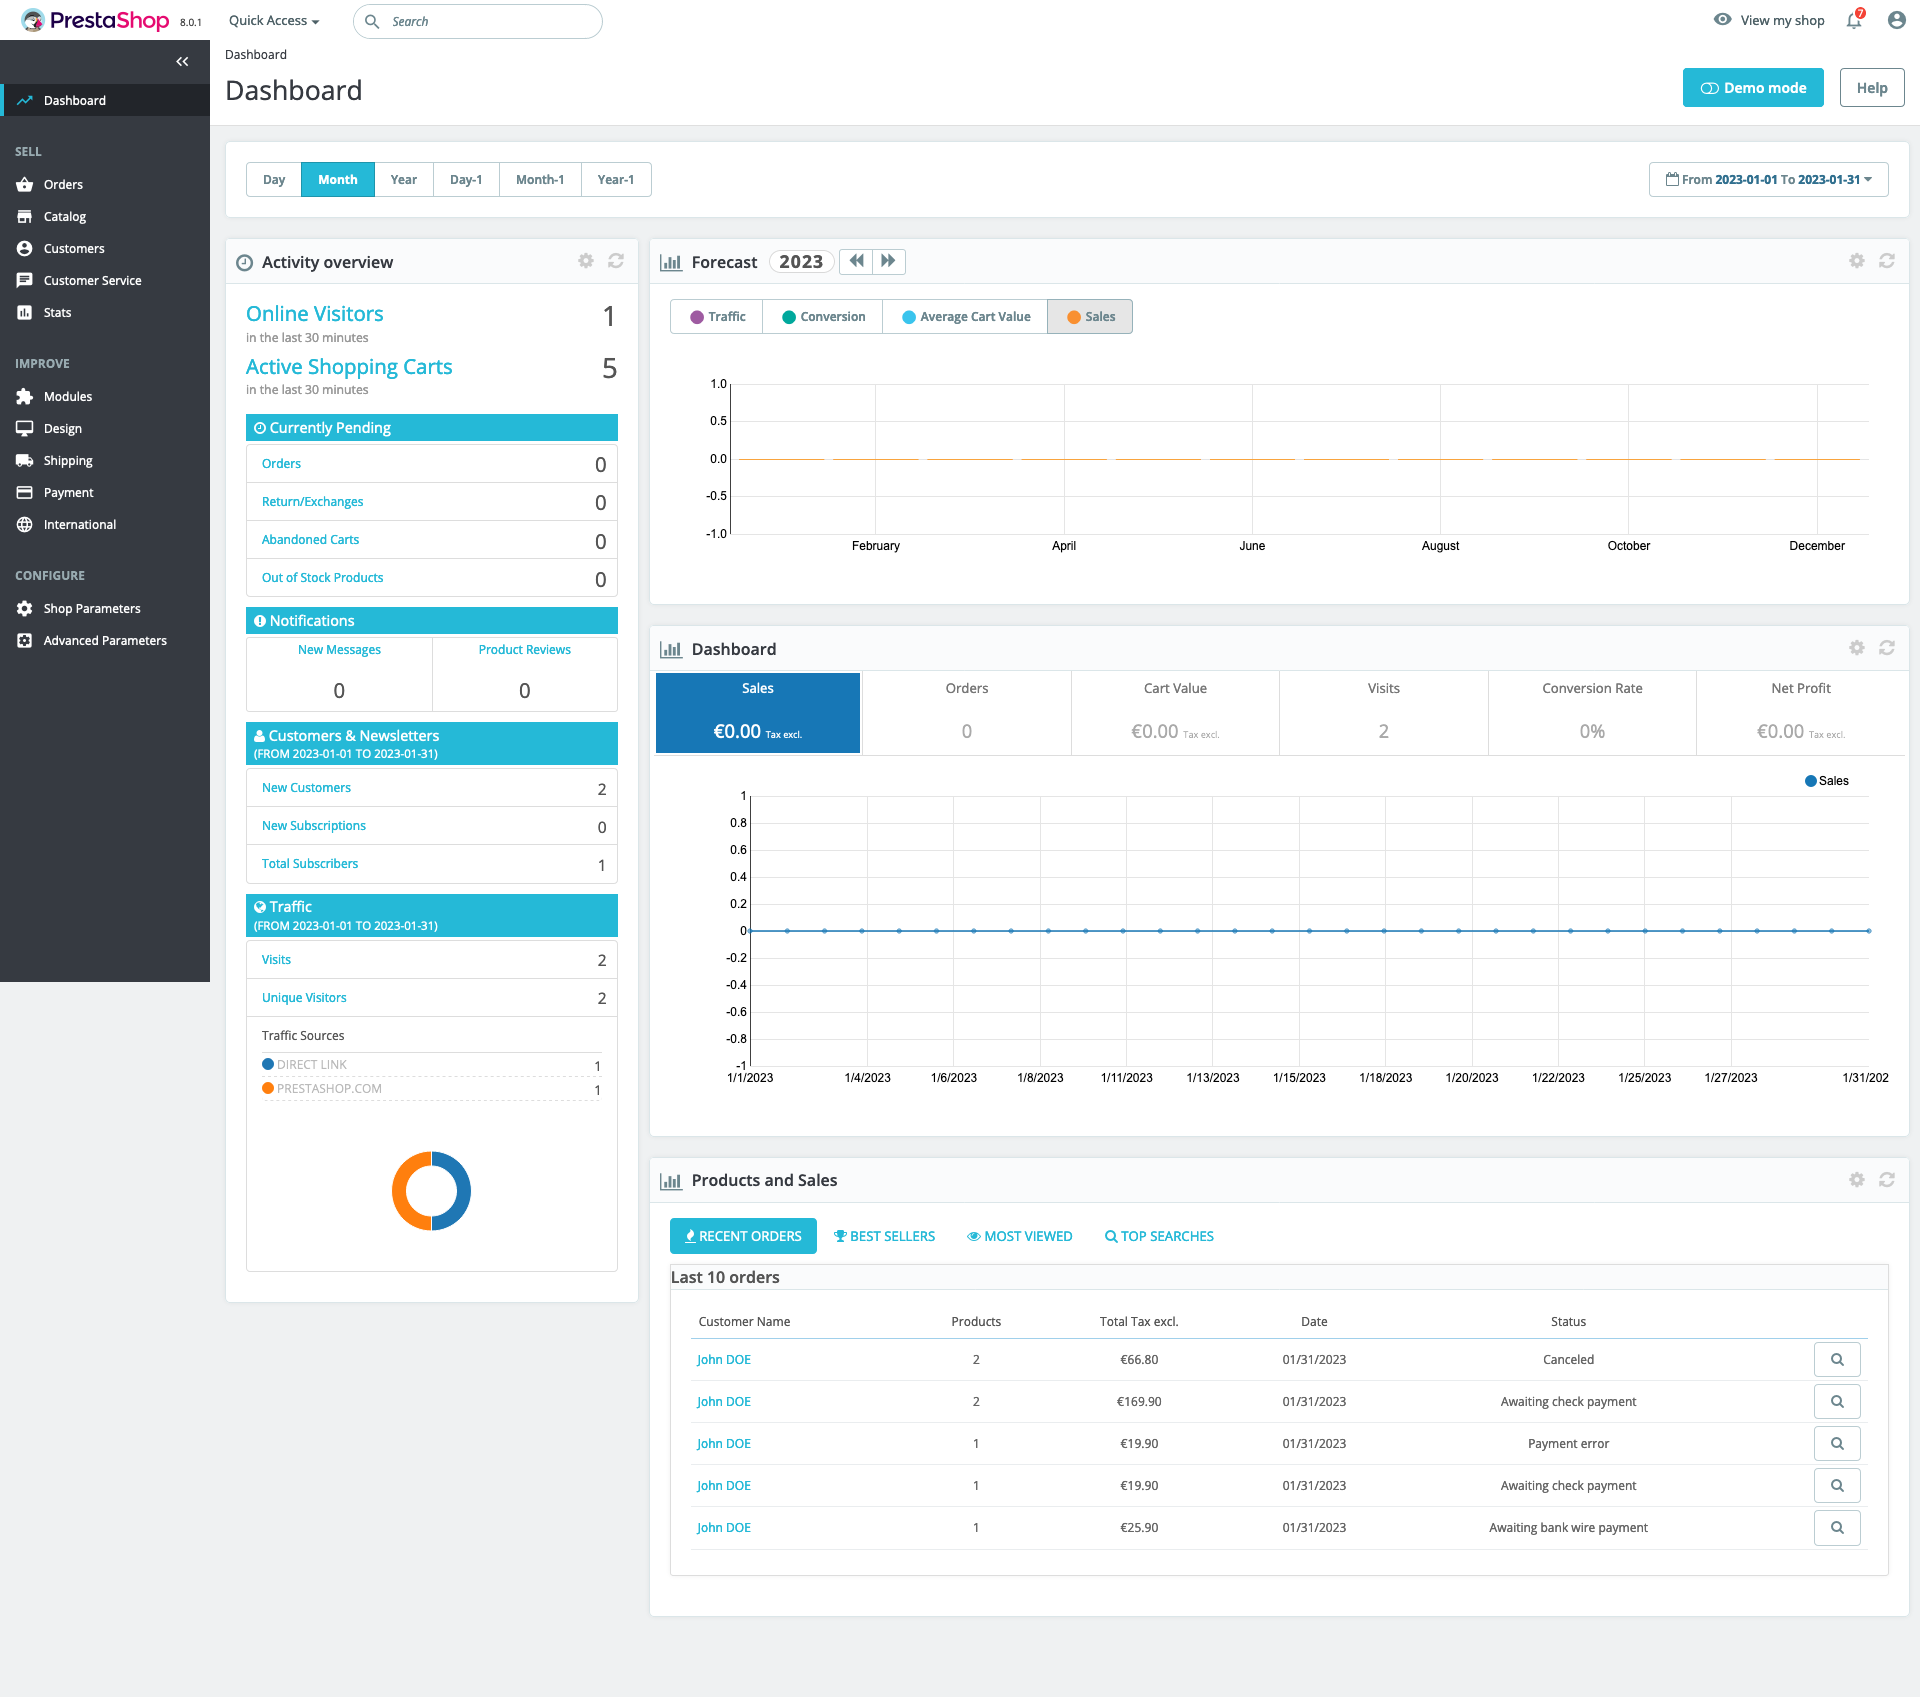 PrestaShop 8.0.1 Quick Access Search View my shop 7
Dashboard
Dashboard
Demo mode Help
Dashboard
SELL
Orders
Catalog
Customers
Customer Service
Stats
IMPROVE
Modules
Design
Shipping
Payment
International
CONFIGURE
Shop Parameters
Advanced Parameters
Day Month Year Day-1 Month-1 Year-1
From 2023-01-01 To 2023-01-31
Activity overview
Online Visitors 1
in the last 30 minutes
Active Shopping Carts 5
in the last 30 minutes
Currently Pending
Orders 0
Return/Exchanges 0
Abandoned Carts 0
Out of Stock Products 0
Notifications
New Messages Product Reviews
0 0
Customers & Newsletters
(FROM 2023-01-01 TO 2023-01-31)
New Customers 2
New Subscriptions 0
Total Subscribers 1
Traffic
(FROM 2023-01-01 TO 2023-01-31)
Visits 2
Unique Visitors 2
Traffic Sources
DIRECT LINK 1
PRESTASHOP.COM 1
Forecast 2023
Traffic Conversion Average Cart Value Sales
1.0
0.5
0.0
-0.5
-1.0
February April June August October December
Dashboard
Sales Orders Cart Value Visits Conversion Rate Net Profit
€0.00 Tax excl. 0 €0.00 Tax excl. 2 0% €0.00 Tax excl.
Sales
1
0.8
0.6
0.4
0.2
0
-0.2
-0.4
-0.6
-0.8
-1
1/1/2023 1/4/2023 1/6/2023 1/8/2023 1/11/2023 1/13/2023 1/15/2023 1/18/2023 1/20/2023 1/22/2023 1/25/2023 1/27/2023 1/31/202
Products and Sales
RECENT ORDERS BEST SELLERS MOST VIEWED TOP SEARCHES
Last 10 orders
Customer Name Products Total Tax excl. Date Status
John DOE 2 €66.80 01/31/2023 Canceled
John DOE 2 €169.90 01/31/2023 Awaiting check payment
John DOE 1 €19.90 01/31/2023 Payment error
John DOE 1 €19.90 01/31/2023 Awaiting check payment
John DOE 1 €25.90 01/31/2023 Awaiting bank wire payment